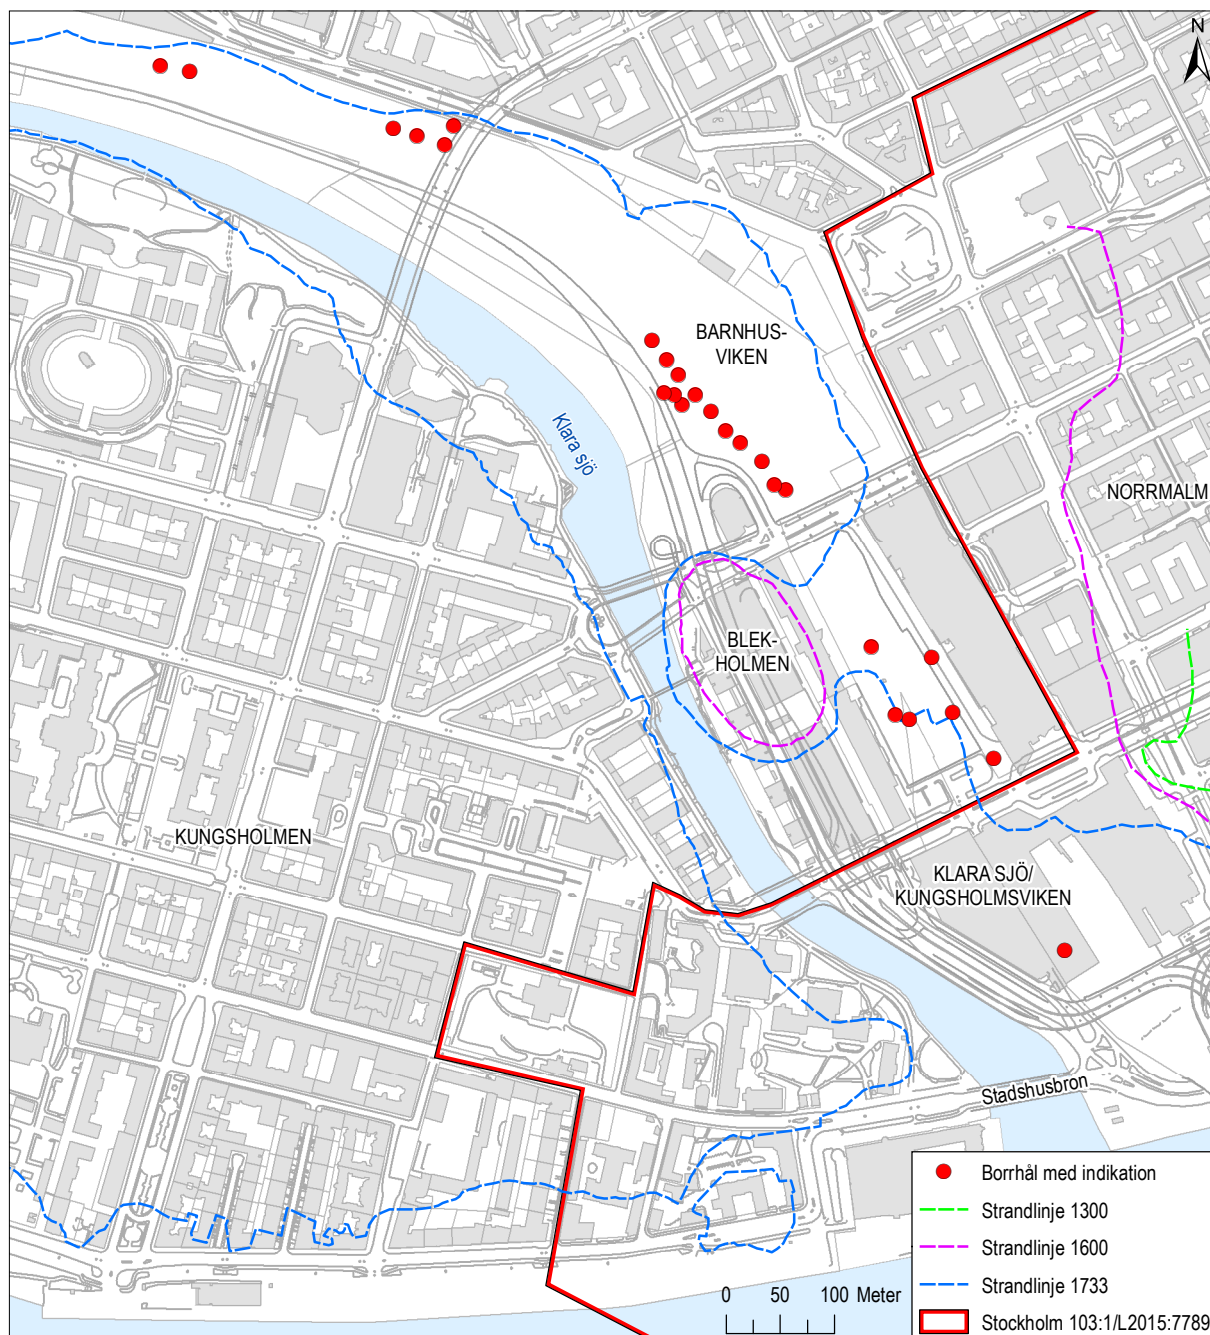 N
BARNHUS-
VIKEN
Klara sjö
NORRMALM
BLEK-
HOLMEN
KUNGSHOLMEN
KLARA SJÖ/
KUNGSHOLMSVIKEN
Stadshusbron
Borrhål med indikation
Strandlinje 1300
Strandlinje 1600
Strandlinje 1733
Stockholm 103:1/L2015:7789
0 50 100 Meter